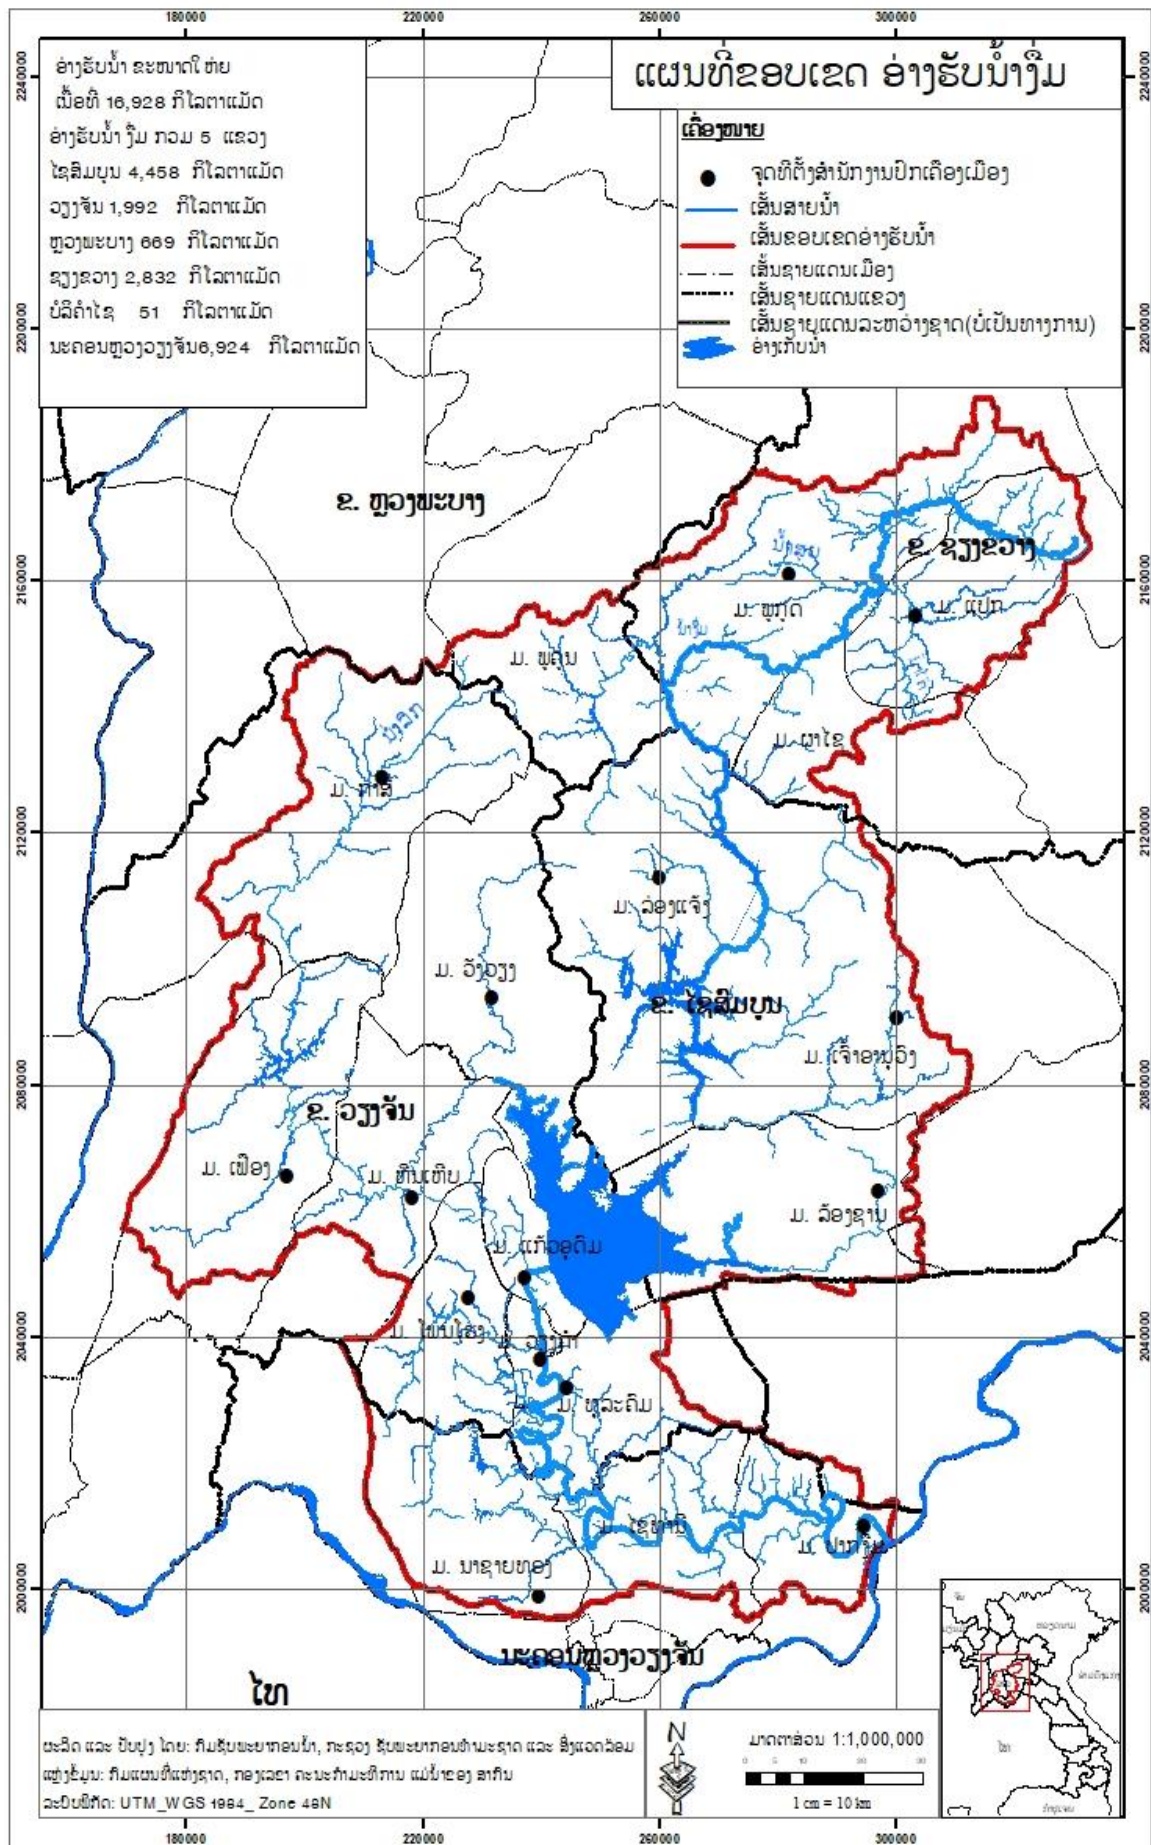 180000 220000 260000 300000
ແຜນທີ່ຂອບເຂດ ອ່າງຮັບນ້ຳງື່ມ
ອ່າງຮັບນ້ຳ ຂະໜາດໃຫ່ຍ
ເນື້ອທີ່ 16,928 ກິໂລຕາແມັດ
ອ່າງຮັບນ້ຳ ງື່ມ ກວມ 5 ແຂວງ
ໄຊສົມບູນ 4,458 ກິໂລຕາແມັດ
ວຽງຈັນ 1,992 ກິໂລຕາແມັດ
ຫຼວງພະບາງ 669 ກິໂລຕາແມັດ
ຊຽງຂວາງ 2,832 ກິໂລຕາແມັດ
ບໍລິຄຳໄຊ 51 ກິໂລຕາແມັດ
ນະຄອນຫຼວງວຽງຈັນ6,924 ກິໂລຕາແມັດ
ເຄື່ອງໝາຍ
ຈຸດທີ່ຕັ້ງສຳນັກງານປົກເຄືອງເມືອງ
ເສັ້ນສາຍນ້ຳ
ເສັ້ນຂອບເຂດອ່າງຮັບນ້ຳ
ເສັ້ນຊາຍແດນເມືອງ
ເສັ້ນຊາຍແດນແຂວງ
ເສັ້ນຊາຍແດນລະຫວ່າງຊາດ(ບໍ່ເປັນທາງການ)
ອ່າງເກັບນ້ຳ
2240000 2240000
2200000 2200000
2160000 2160000
2120000 2120000
2080000 2080000
2040000 2040000
2000000 2000000
ຂ. ຫຼວງພະບາງ
ຂ. ຊຽງຂວາງ
ມ. ພູກູດ
ມ. ແປກ
ນ້ຳງື່ມ
ມ. ພູຄູນ
ນ້ຳລິກ
ມ. ຜາໄຊ
ມ. ກາສີ
ມ. ລ່ອງແຈ້ງ
ມ. ວັງວຽງ
ຂ. ໄຊສົມບູນ
ມ. ເຈົ້າອານຸວົງ
ຂ. ວຽງຈັນ
ມ. ເຟືອງ
ມ. ຫີນເຫີບ
ມ. ລ້ອງຊານ
ມ. ແກ້ວອຸດົມ
ມ. ໂພນໂຮງ
ມ. ວຽງຄຳ
ມ. ທຸລະຄົມ
ມ. ໄຊທານີ
ມ. ປາກງື່ມ
ມ. ນາຊາຍທອງ
ນະຄອນຫຼວງວຽງຈັນ
ໄທ
ຜະລິດ ແລະ ປັບປຸງ ໂດຍ: ກົມຊັບພະຍາກອນນ້ຳ, ກະຊວງ ຊັບພະຍາກອນທຳມະຊາດ ແລະ ສິ່ງແວດລ້ອມ
ແຫຼ່ງຂໍ້ມູນ: ກົມແຜນທີ່ແຫ່ງຊາດ, ກອງເລຂາ ຄະນະກຳມະທິການ ແມ່ນ້ຳຂອງ ສາກົນ
ລະບົບພິກັດ: UTM_WGS 1984_ Zone 48N
N
ມາດຕາສ່ວນ 1:1,000,000
1 cm = 10 km
180000 220000 260000 300000